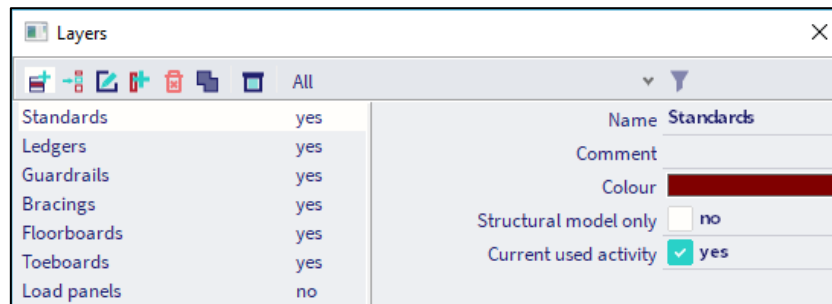 Layers
All
Standards yes
Ledgers yes
Guardrails yes
Bracings yes
Floorboards yes
Toeboards yes
Load panels no
Name Standards
Comment
Colour
Structural model only no
Current used activity yes